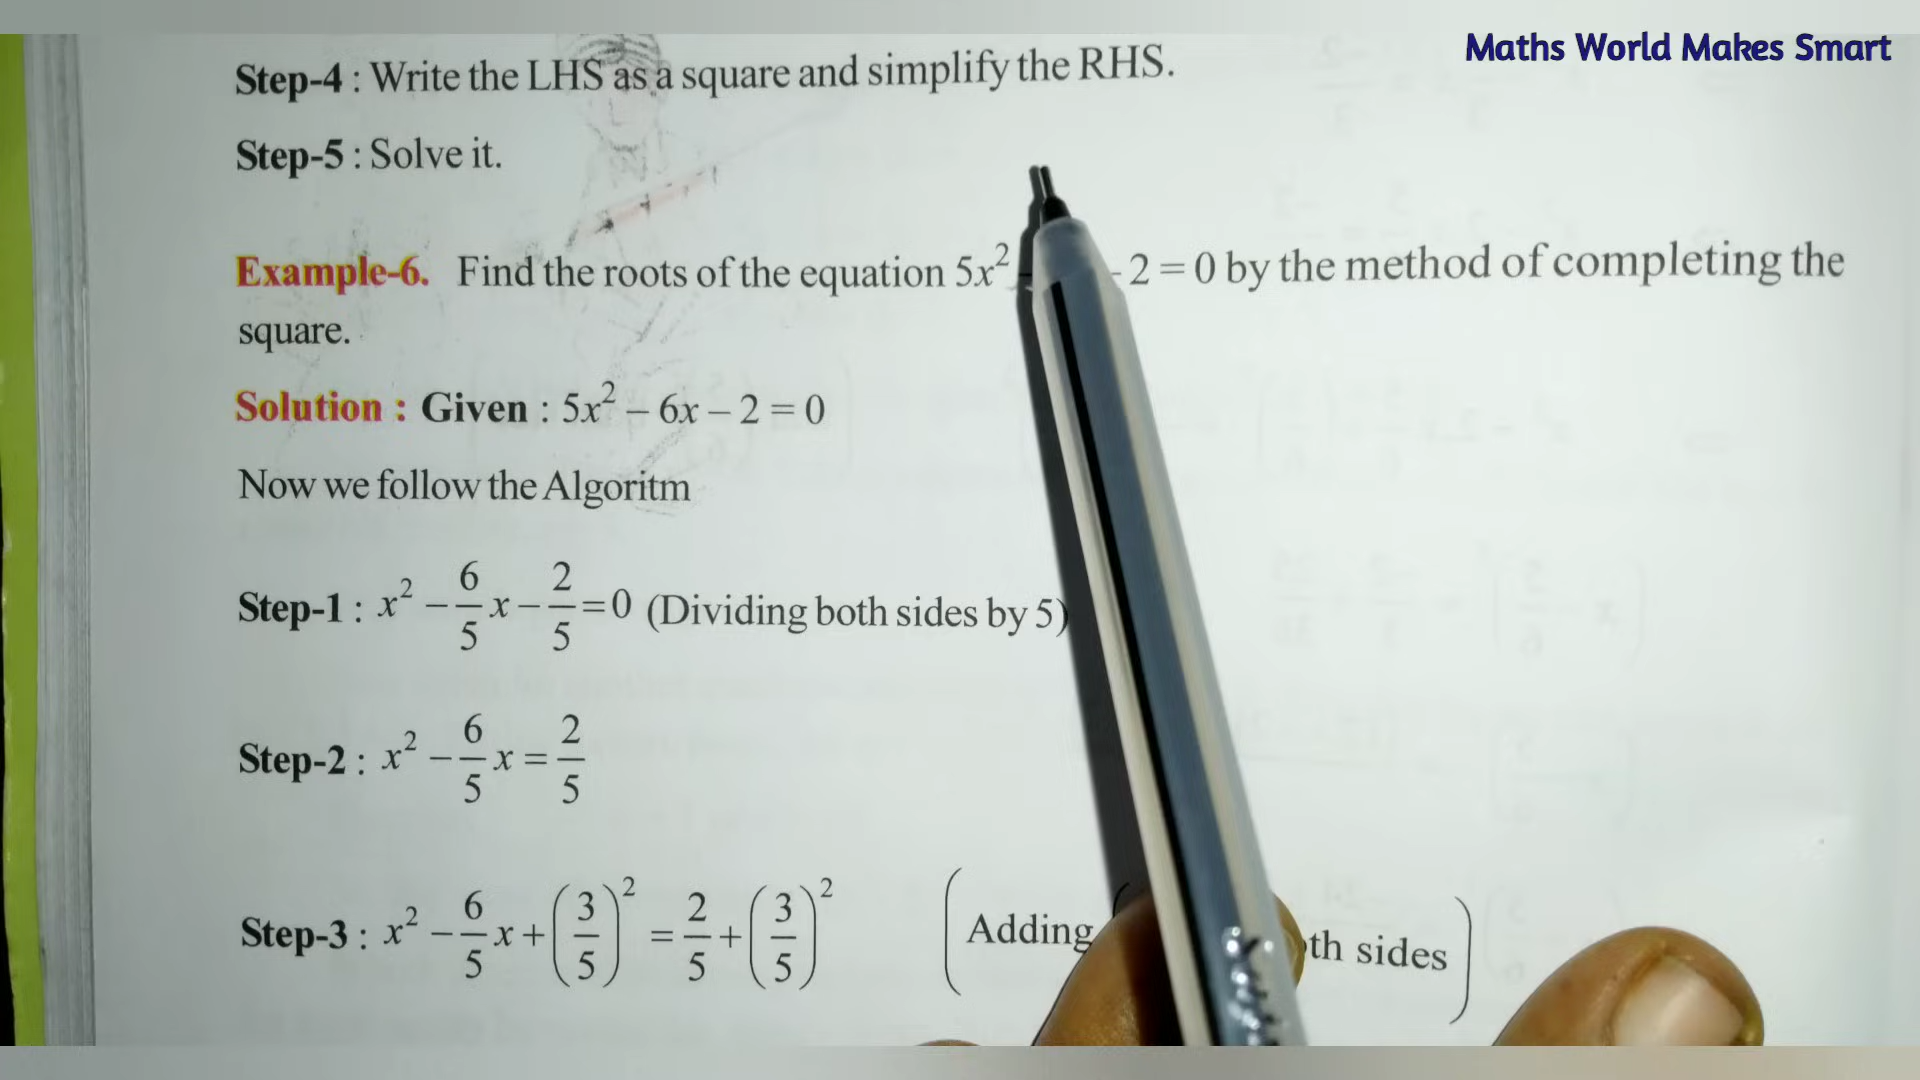 Maths World Makes Smart
Step-4 : Write the LHS as a square and simplify the RHS.
Step-5 : Solve it.
Example-6. Find the roots of the equation 5x² - 2 = 0 by the method of completing the
square.
Solution : Given : 5x² – 6x – 2 = 0
Now we follow the Algoritm
Step-1 : x² – 6/5 x – 2/5 = 0 (Dividing both sides by 5)
Step-2 : x² – 6/5 x = 2/5
Step-3 : x² – 6/5 x + (3/5)² = 2/5 + (3/5)² (Adding th sides)